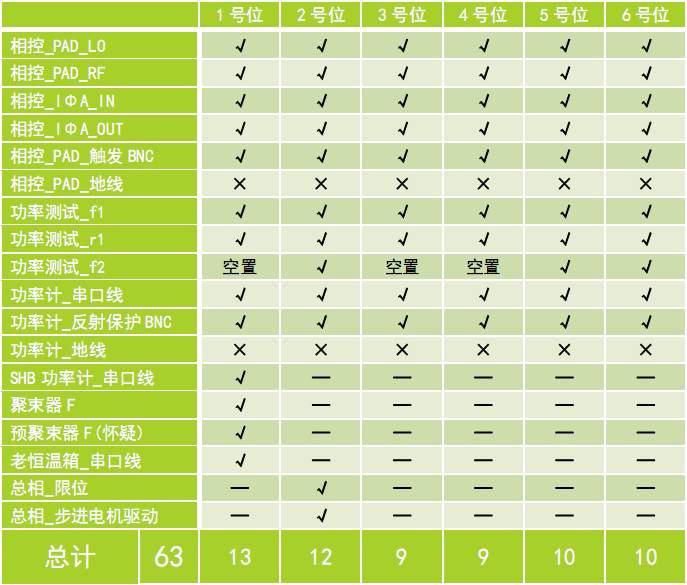 1号位 2号位 3号位 4号位 5号位 6号位
相控_PAD_LO √ √ √ √ √ √
相控_PAD_RF √ √ √ √ √ √
相控_IΦA_IN √ √ √ √ √ √
相控_IΦA_OUT √ √ √ √ √ √
相控_PAD_触发BNC √ √ √ √ √ √
相控_PAD_地线 × × × × × ×
功率测试_f1 √ √ √ √ √ √
功率测试_r1 √ √ √ √ √ √
功率测试_f2 空置 √ 空置 空置 √ √
功率计_串口线 √ √ √ √ √ √
功率计_反射保护BNC √ √ √ √ √ √
功率计_地线 × × × × × ×
SHB功率计_串口线 √ — — — — —
聚束器F √ — — — — —
预聚束器F(怀疑) √ — — — — —
老恒温箱_串口线 √ — — — — —
总相_限位 — √ — — — —
总相_步进电机驱动 — √ — — — —
总计 63 13 12 9 9 10 10